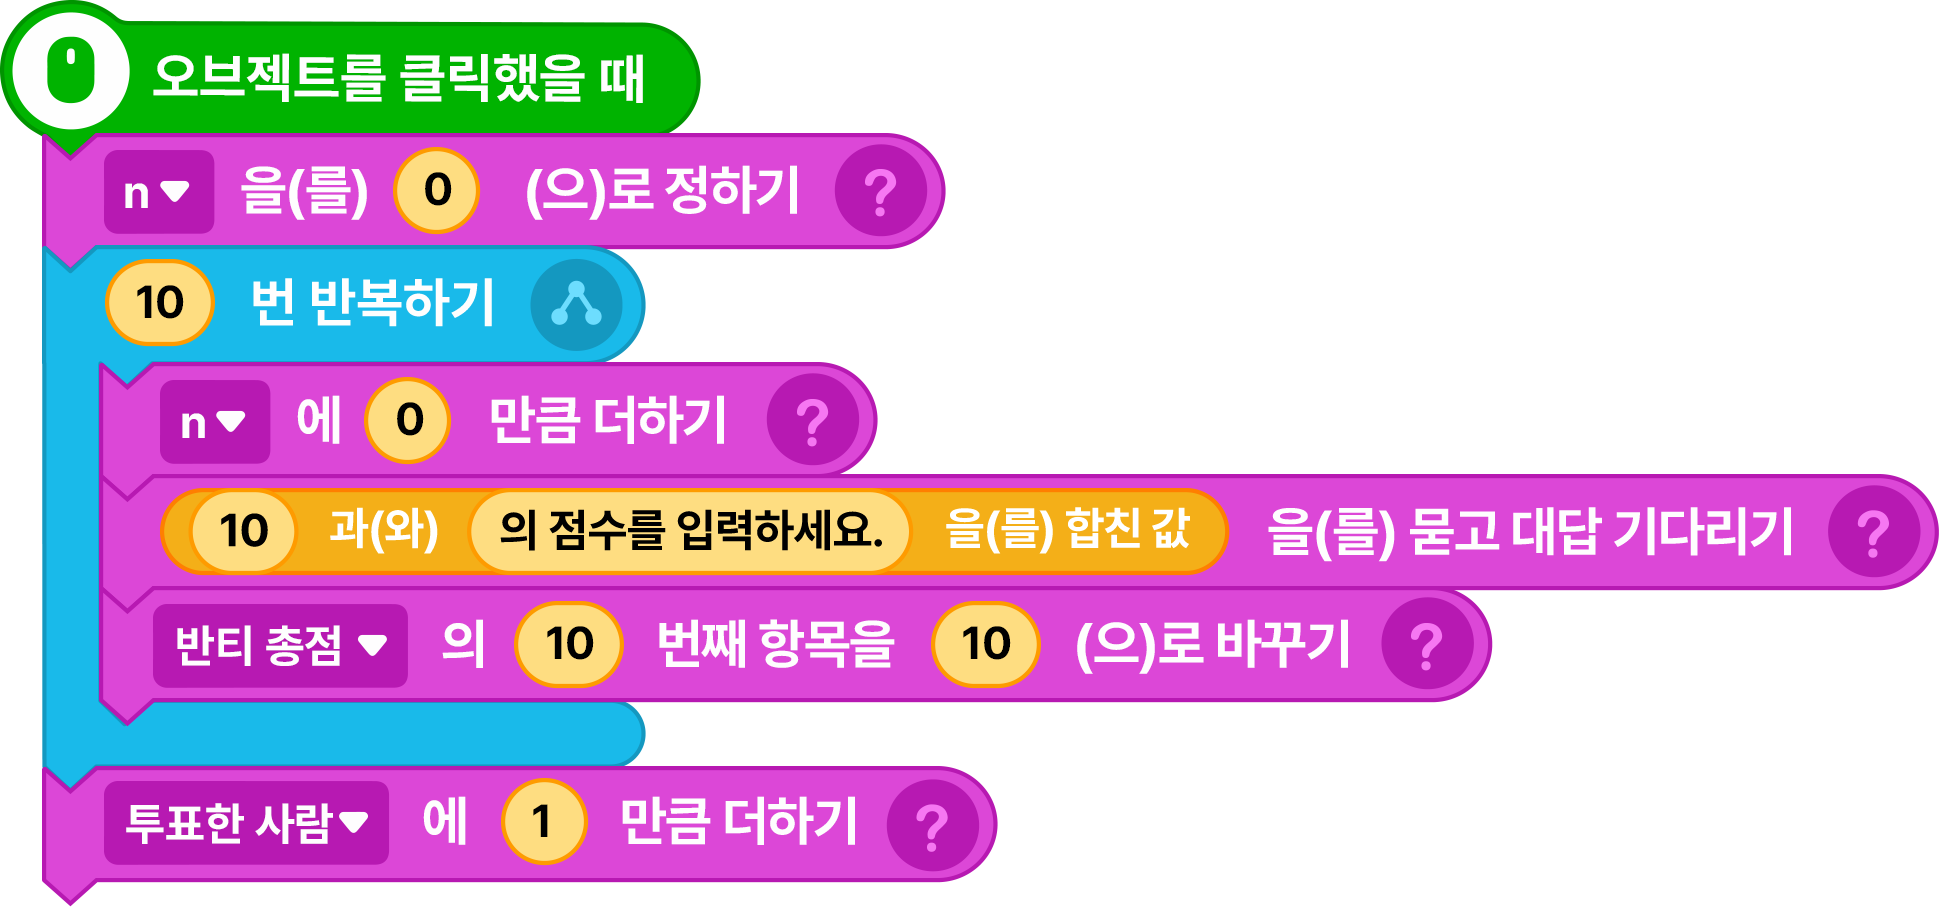 오브젝트를 클릭했을 때
n 을(를) 0 (으)로 정하기 ?
10 번 반복하기
n 에 0 만큼 더하기 ?
10 과(와) 의 점수를 입력하세요. 을(를) 합친 값 을(를) 묻고 대답 기다리기 ?
반티 총점 의 10 번째 항목을 10 (으)로 바꾸기 ?
투표한 사람 에 1 만큼 더하기 ?